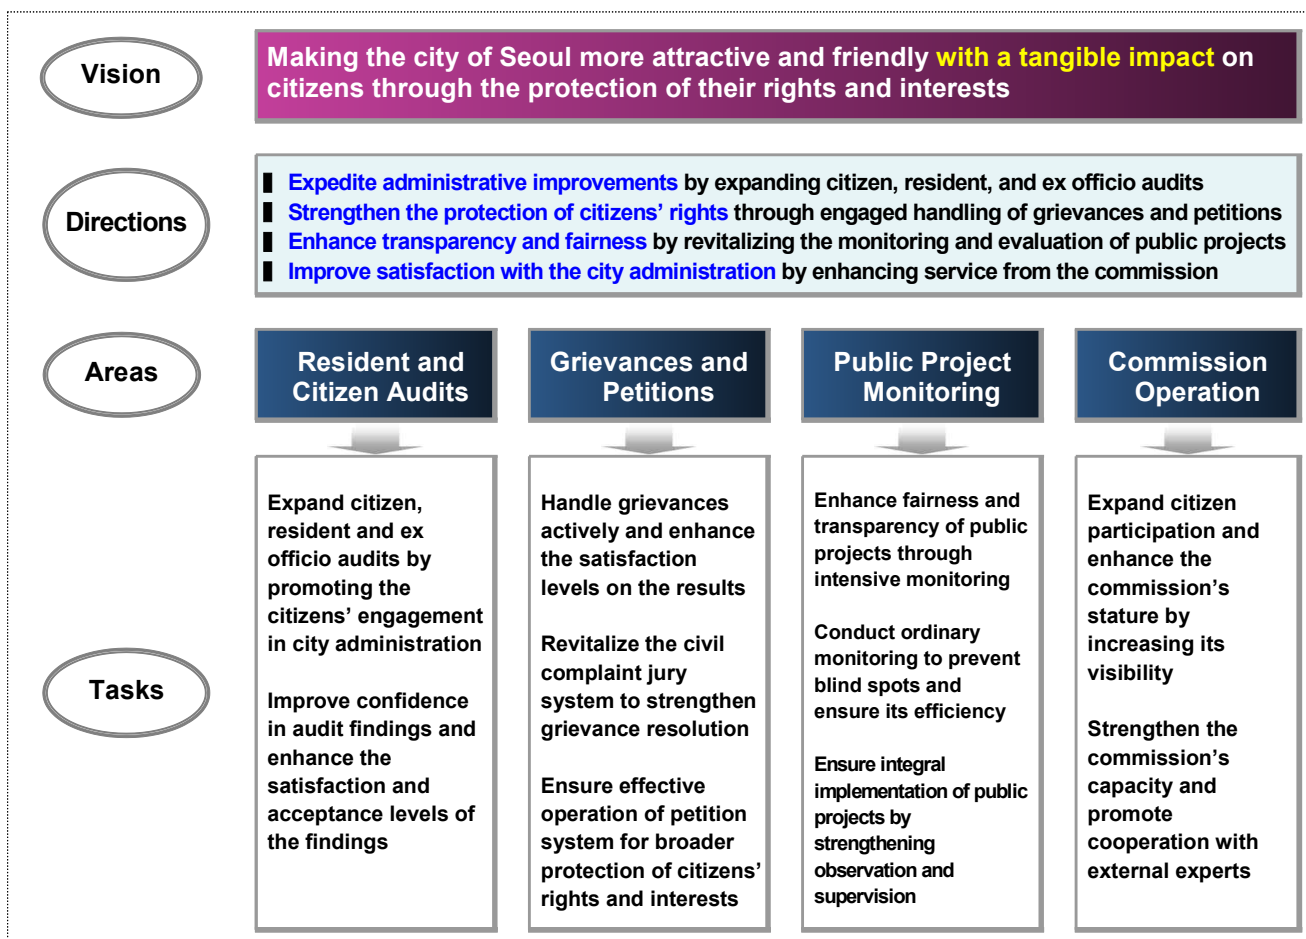 Vision
Making the city of Seoul more attractive and friendly with a tangible impact on
citizens through the protection of their rights and interests
Directions
Expedite administrative improvements by expanding citizen, resident, and ex officio audits
Strengthen the protection of citizens’ rights through engaged handling of grievances and petitions
Enhance transparency and fairness by revitalizing the monitoring and evaluation of public projects
Improve satisfaction with the city administration by enhancing service from the commission
Areas
Resident and
Citizen Audits
Grievances and
Petitions
Public Project
Monitoring
Commission
Operation
Tasks
Expand citizen,
resident and ex
officio audits by
promoting the
citizens’ engagement
in city administration
Improve confidence
in audit findings and
enhance the
satisfaction and
acceptance levels of
the findings
Handle grievances
actively and enhance
the satisfaction
levels on the results
Revitalize the civil
complaint jury
system to strengthen
grievance resolution
Ensure effective
operation of petition
system for broader
protection of citizens’
rights and interests
Enhance fairness and
transparency of public
projects through
intensive monitoring
Conduct ordinary
monitoring to prevent
blind spots and
ensure its efficiency
Ensure integral
implementation of public
projects by
strengthening
observation and
supervision
Expand citizen
participation and
enhance the
commission’s
stature by
increasing its
visibility
Strengthen the
commission’s
capacity and
promote
cooperation with
external experts